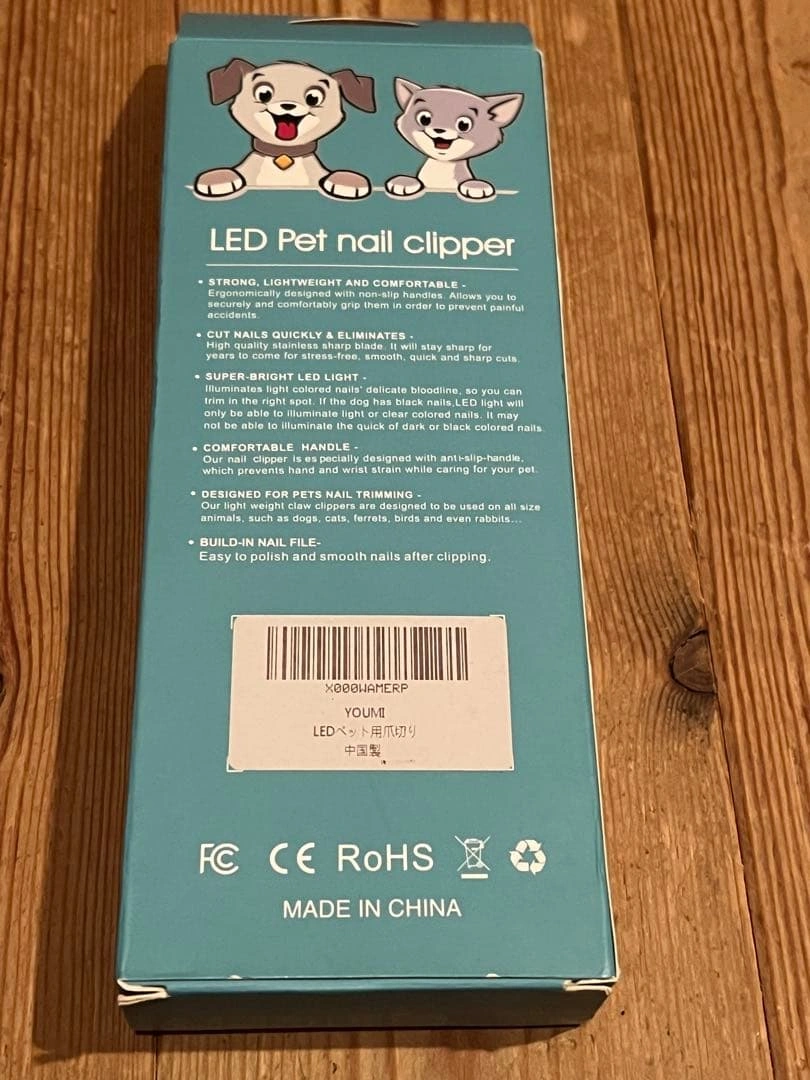 LED Pet nail clipper
• STRONG, LIGHTWEIGHT AND COMFORTABLE -
Ergonomically designed with non-slip handles. Allows you to
securely and comfortably grip them in order to prevent painful
accidents.
• CUT NAILS QUICKLY & ELIMINATES -
High quality stainless sharp blade. It will stay sharp for
years to come for stress-free, smooth, quick and sharp cuts.
• SUPER-BRIGHT LED LIGHT -
Illuminates light colored nails' delicate bloodline, so you can
trim in the right spot. If the dog has black nails,LED light will
only be able to illuminate light or clear colored nails. It may
not be able to illuminate the quick of dark or black colored nails.
• COMFORTABLE HANDLE -
Our nail clipper is es pecially designed with anti-slip-handle,
which prevents hand and wrist strain while caring for your pet.
• DESIGNED FOR PETS NAIL TRIMMING -
Our light weight claw clippers are designed to be used on all size
animals, such as dogs, cats, ferrets, birds and even rabbits...
• BUILD-IN NAIL FILE-
Easy to polish and smooth nails after clipping.
X000WAMERP
YOUMI
LEDペット用爪切り
中国製
FC CE RoHS
MADE IN CHINA